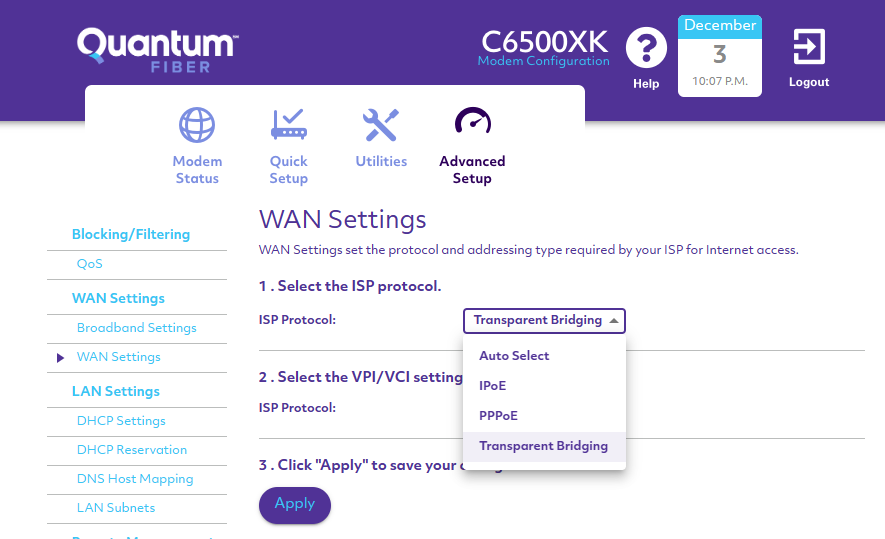 Quantum™
FIBER
C6500XK
Modem Configuration
Help
December
3
10:07 P.M.
Logout
Modem
Status
Quick
Setup
Utilities
Advanced
Setup
Blocking/Filtering
QoS
WAN Settings
Broadband Settings
WAN Settings
LAN Settings
DHCP Settings
DHCP Reservation
DNS Host Mapping
LAN Subnets
WAN Settings
WAN Settings set the protocol and addressing type required by your ISP for Internet access.
1 . Select the ISP protocol.
ISP Protocol:
Transparent Bridging
Auto Select
IPoE
PPPoE
Transparent Bridging
2 . Select the VPI/VCI setting
ISP Protocol:
3 . Click "Apply" to save your
Apply